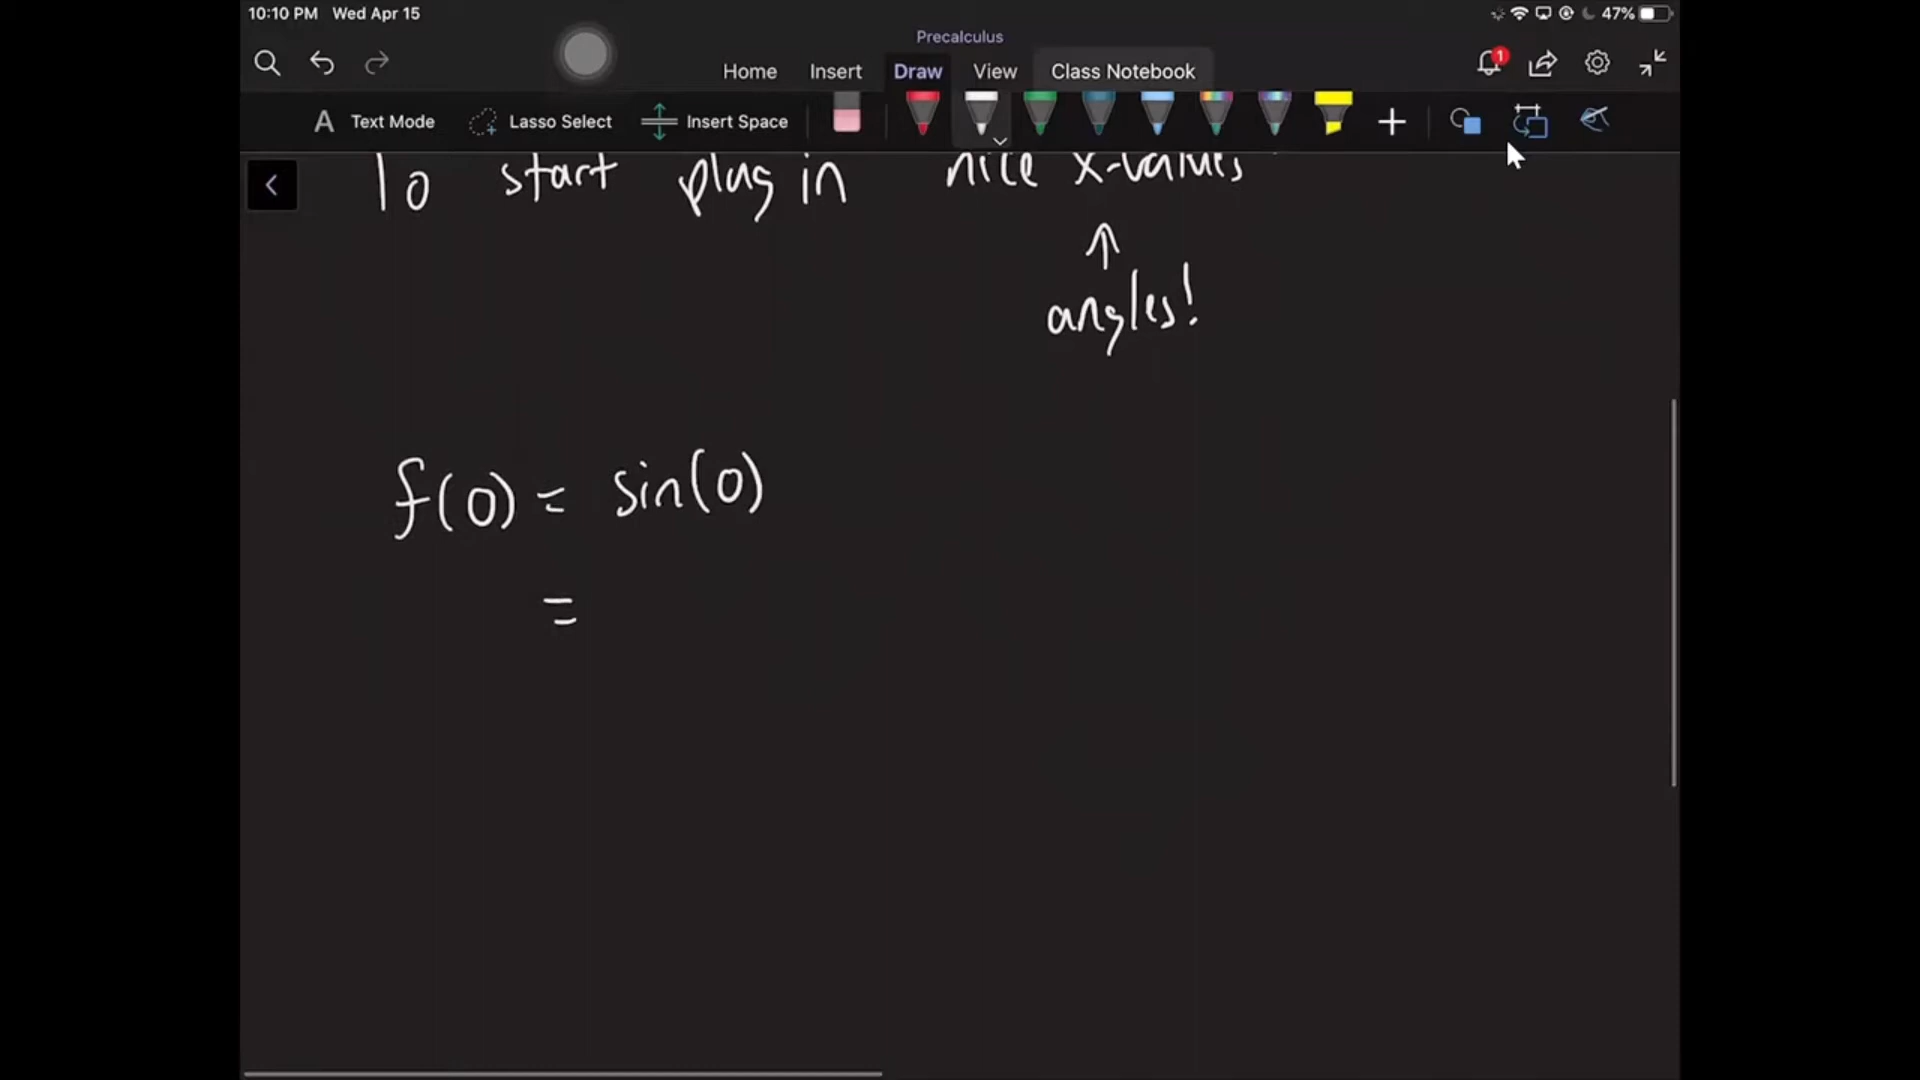 10:10 PM Wed Apr 15 47%
Precalculus
Home Insert Draw View Class Notebook 1
A Text Mode Lasso Select Insert Space
To start plug in nice x-values
↑
angles!
f(0) = sin(0)
=